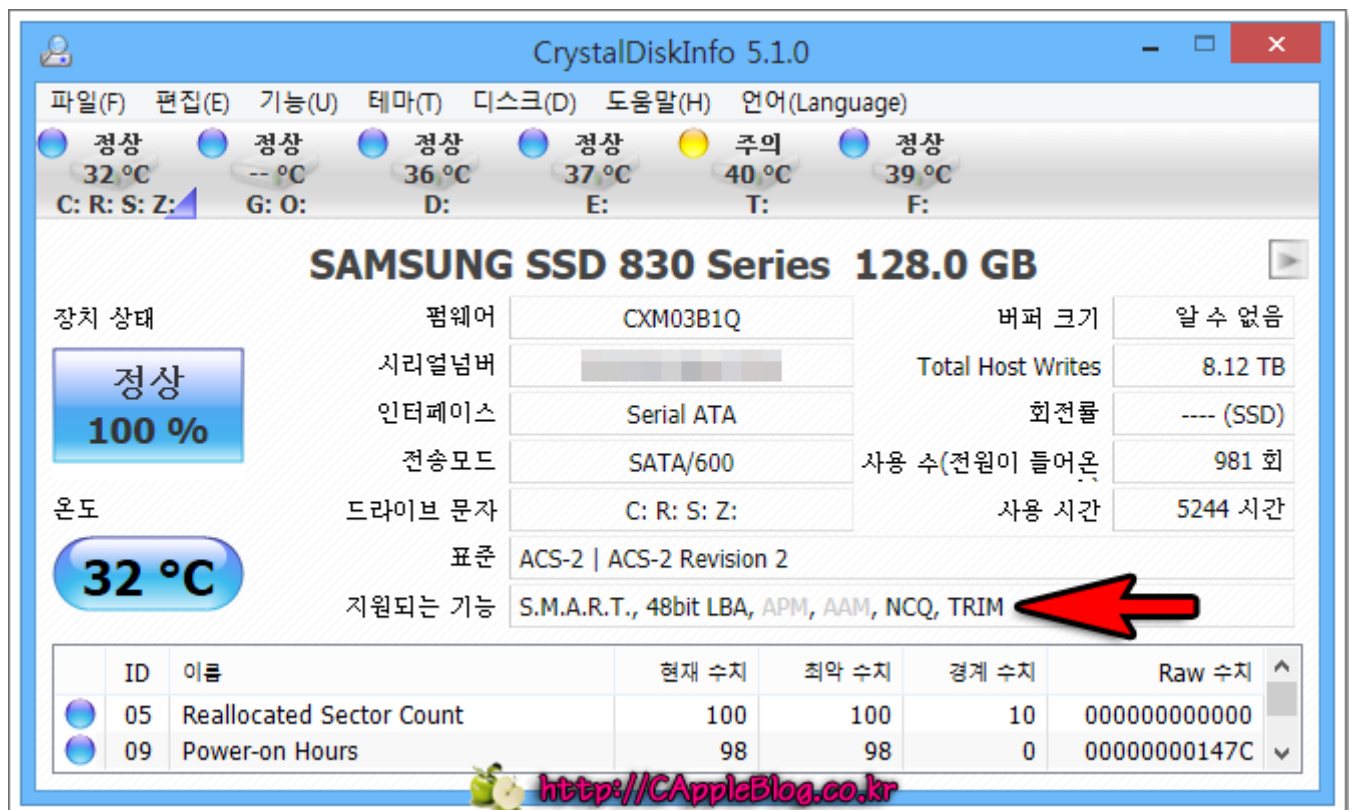 CrystalDiskInfo 5.1.0
파일(F) 편집(E) 기능(U) 테마(T) 디스크(D) 도움말(H) 언어(Language)
정상 정상 정상 정상 주의 정상
32 °C -- °C 36 °C 37 °C 40 °C 39 °C
C: R: S: Z: G: O: D: E: T: F:
SAMSUNG SSD 830 Series 128.0 GB
장치 상태 펌웨어 CXM03B1Q 버퍼 크기 알 수 없음
정상
100 %
시리얼넘버 Total Host Writes 8.12 TB
인터페이스 Serial ATA 회전률 ---- (SSD)
전송모드 SATA/600 사용 수(전원이 들어온 981 회
온도 드라이브 문자 C: R: S: Z: 사용 시간 5244 시간
32 °C
표준 ACS-2 | ACS-2 Revision 2
지원되는 기능 S.M.A.R.T., 48bit LBA, APM, AAM, NCQ, TRIM
ID 이름 현재 수치 최악 수치 경계 수치 Raw 수치
05 Reallocated Sector Count 100 100 10 000000000000
09 Power-on Hours 98 98 0 00000000147C
http://CAppleBlog.co.kr